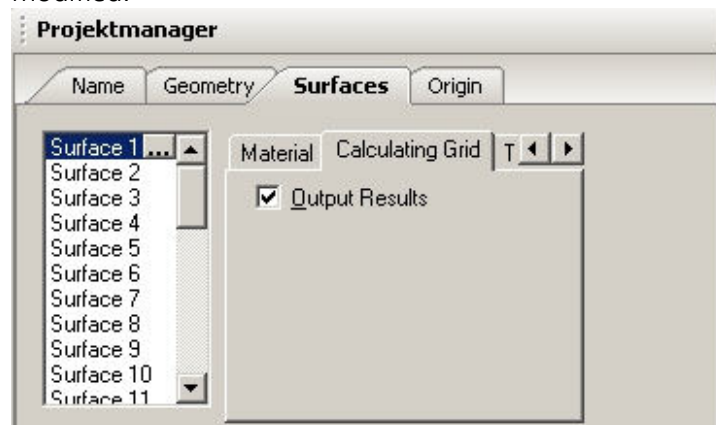 Projektmanager
Name Geometry Surfaces Origin
Surface 1 ...
Surface 2
Surface 3
Surface 4
Surface 5
Surface 6
Surface 7
Surface 8
Surface 9
Surface 10
Surface 11
Material Calculating Grid T
Output Results